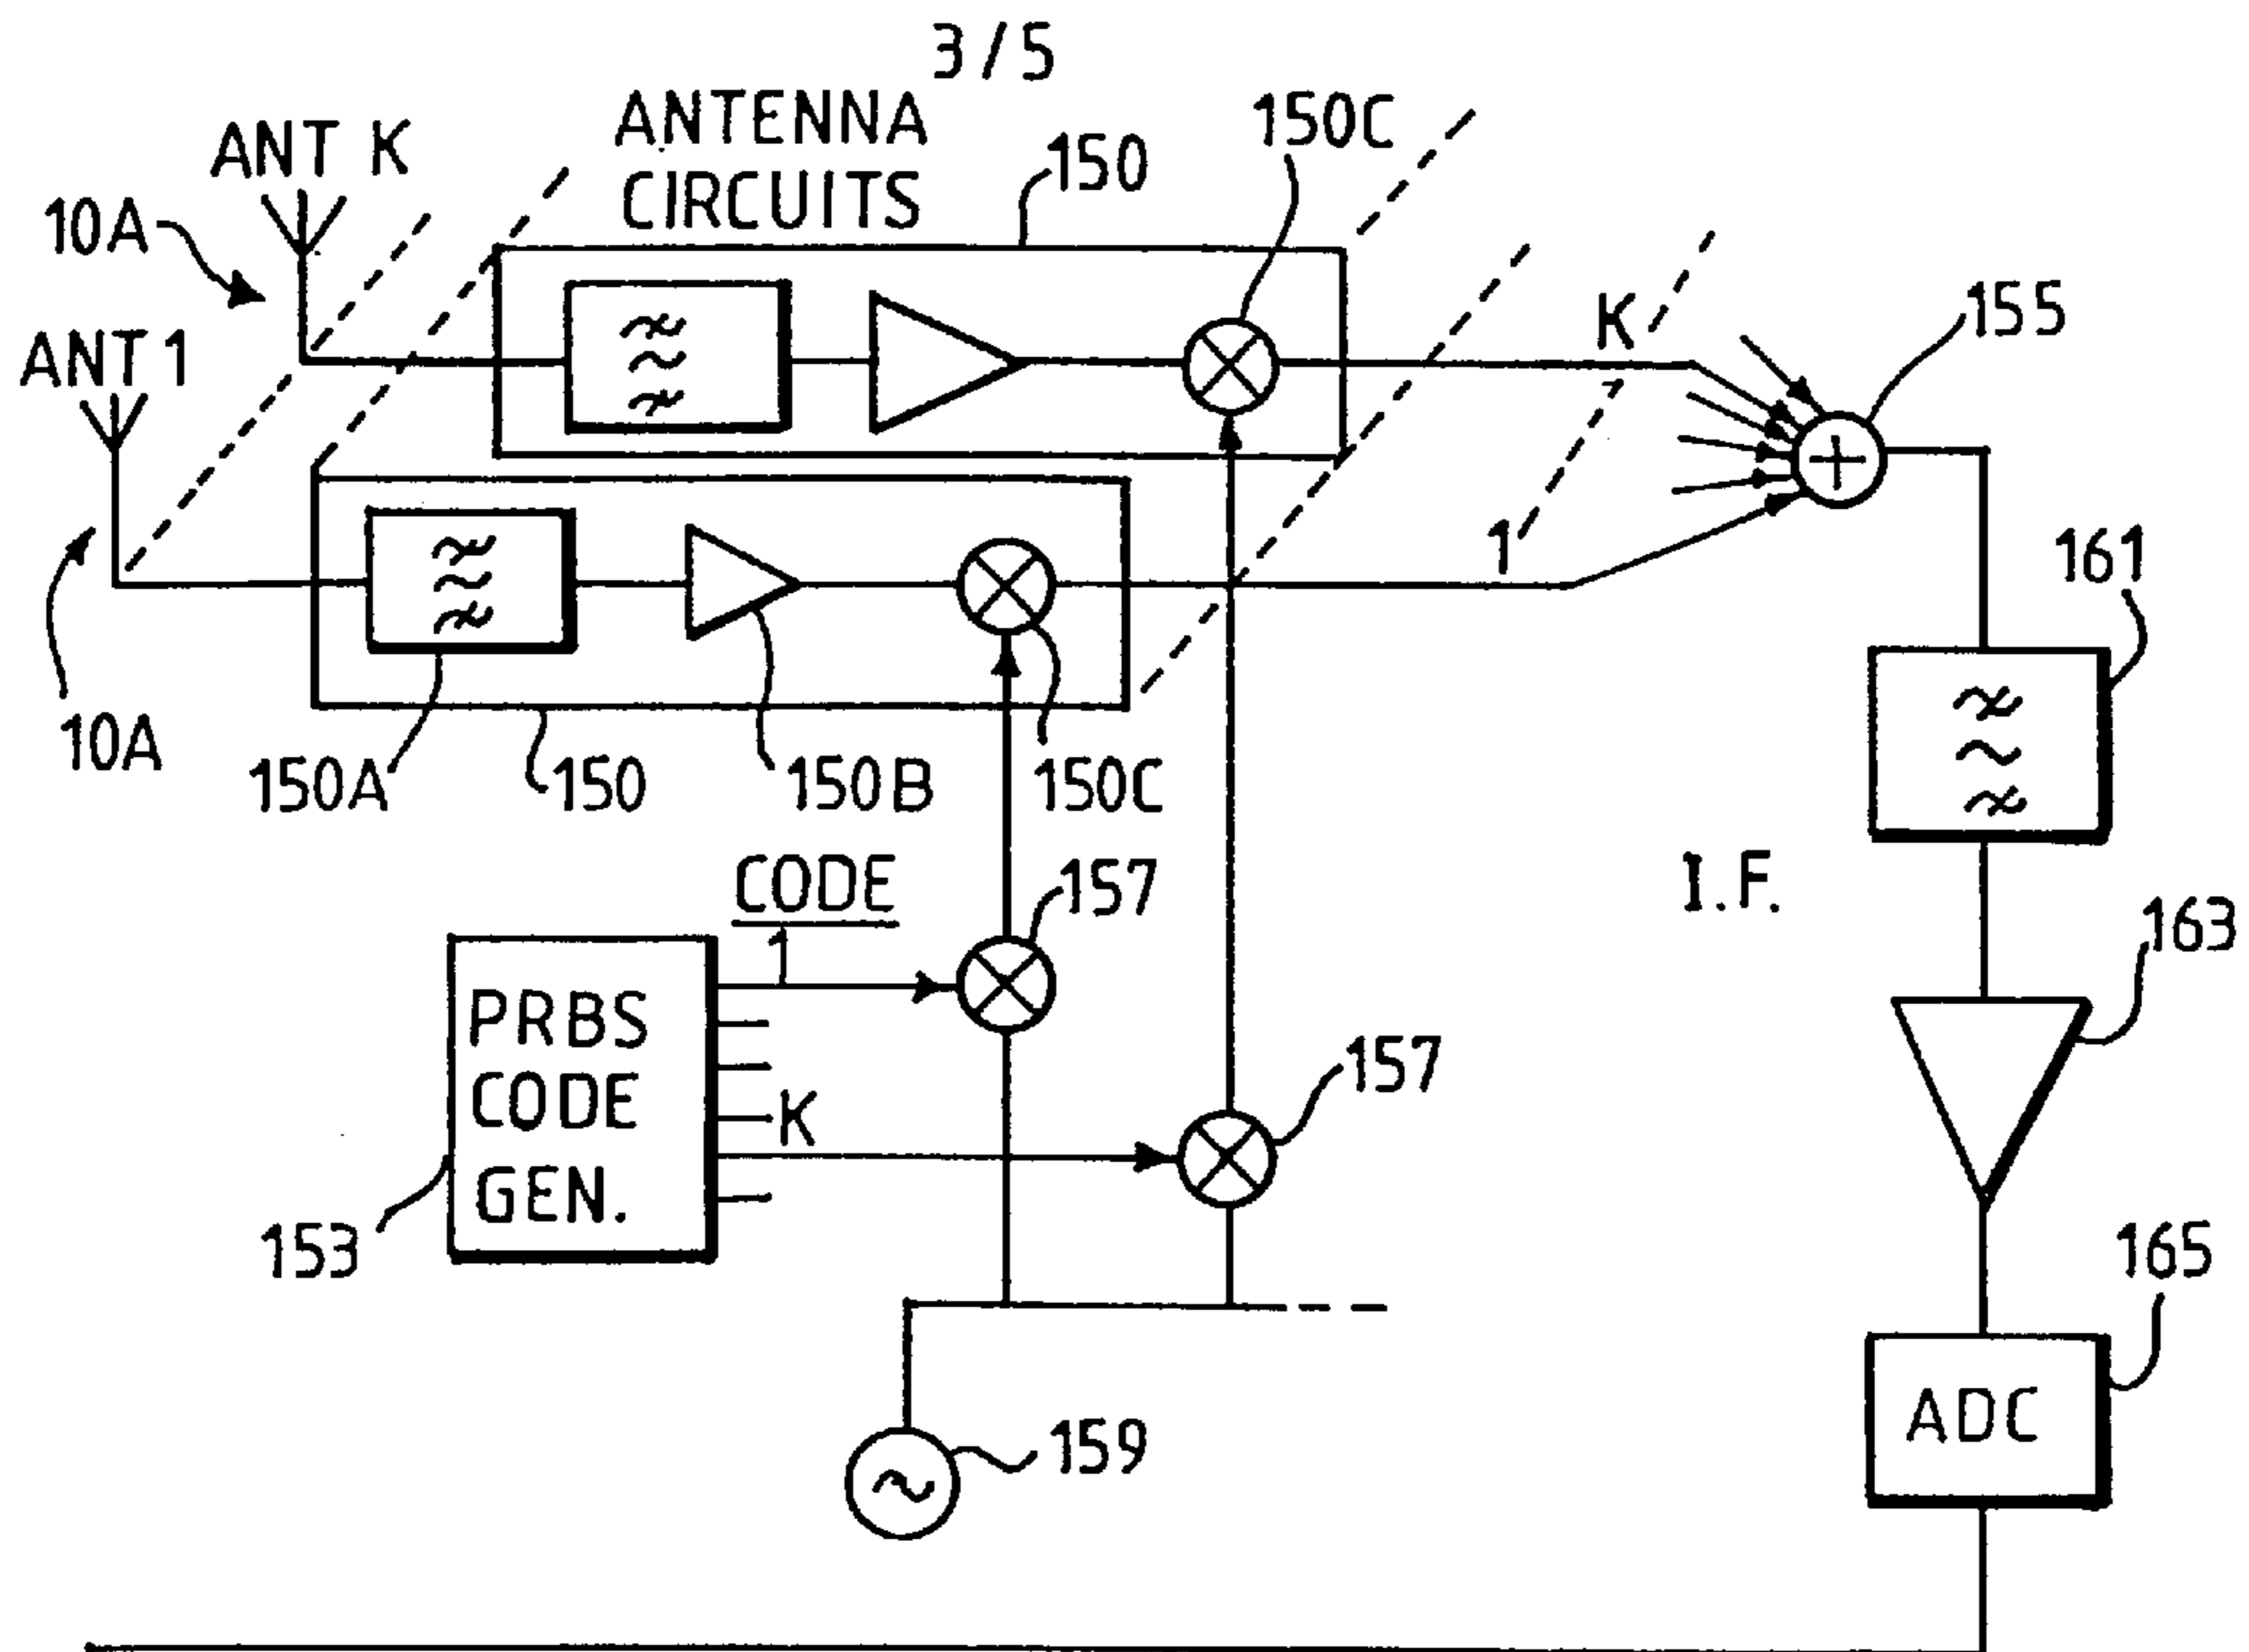 3/5
ANTENNA
CIRCUITS
150
150C
ANT K
10A
ANT 1
K
155
1
161
10A
150A
150
150B
150C
I.F.
CODE
1
157
163
PRBS
CODE
GEN.
K
157
153
165
ADC
159